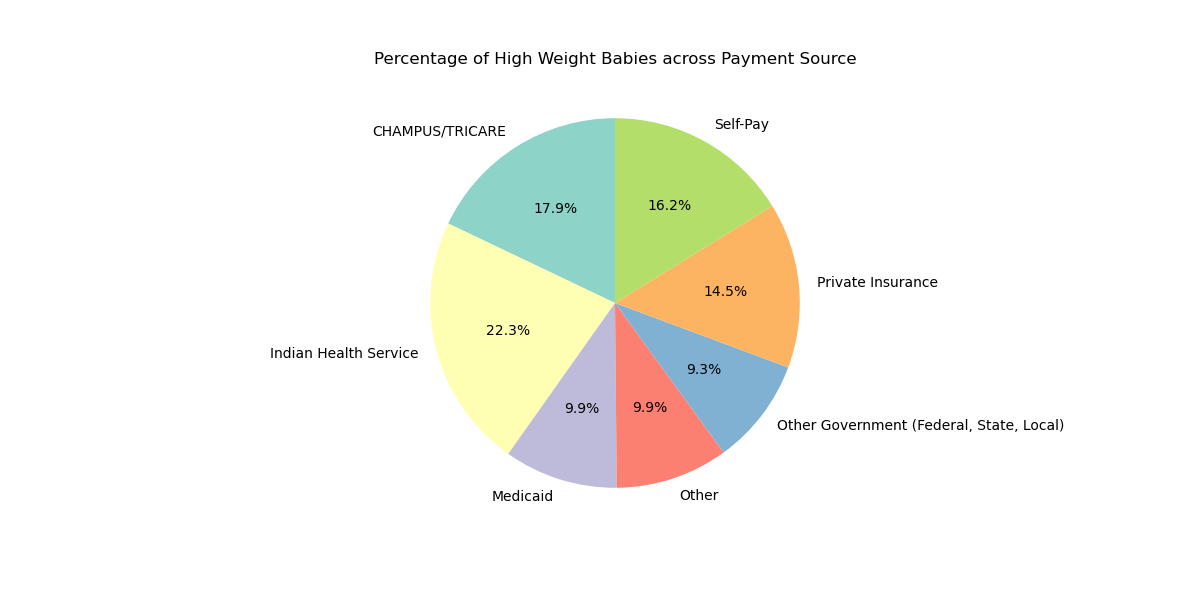 Percentage of High Weight Babies across Payment Source
CHAMPUS/TRICARE
Self-Pay
17.9%
16.2%
Private Insurance
14.5%
22.3%
Indian Health Service
9.3%
9.9%
9.9%
Other Government (Federal, State, Local)
Medicaid
Other